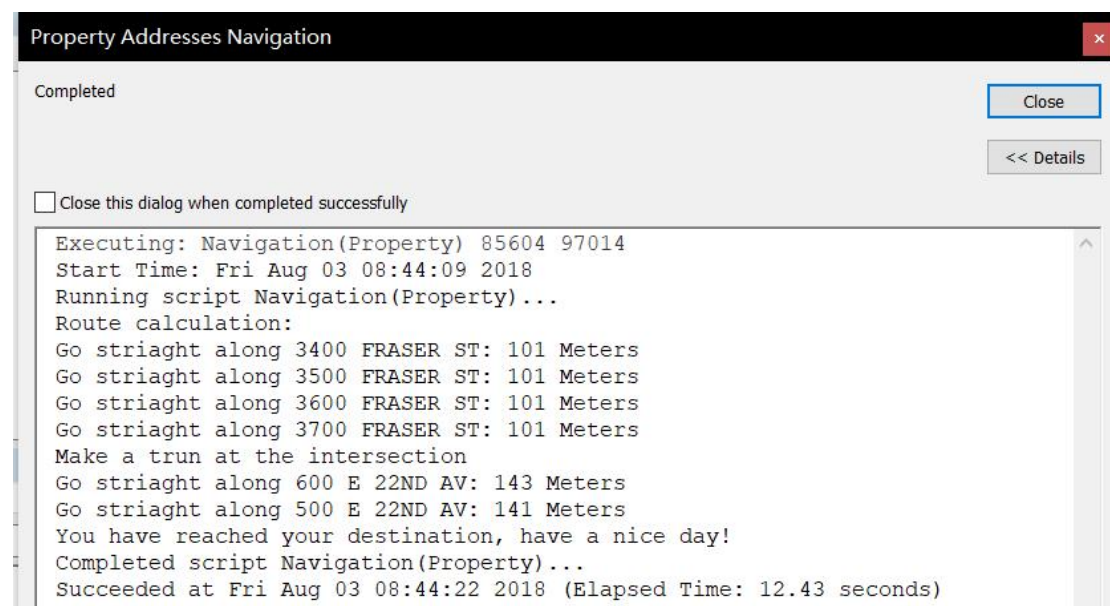 Property Addresses Navigation
Completed
Close
<< Details
Close this dialog when completed successfully
Executing: Navigation(Property) 85604 97014
Start Time: Fri Aug 03 08:44:09 2018
Running script Navigation(Property)...
Route calculation:
Go striaght along 3400 FRASER ST: 101 Meters
Go striaght along 3500 FRASER ST: 101 Meters
Go striaght along 3600 FRASER ST: 101 Meters
Go striaght along 3700 FRASER ST: 101 Meters
Make a trun at the intersection
Go striaght along 600 E 22ND AV: 143 Meters
Go striaght along 500 E 22ND AV: 141 Meters
You have reached your destination, have a nice day!
Completed script Navigation(Property)...
Succeeded at Fri Aug 03 08:44:22 2018 (Elapsed Time: 12.43 seconds)